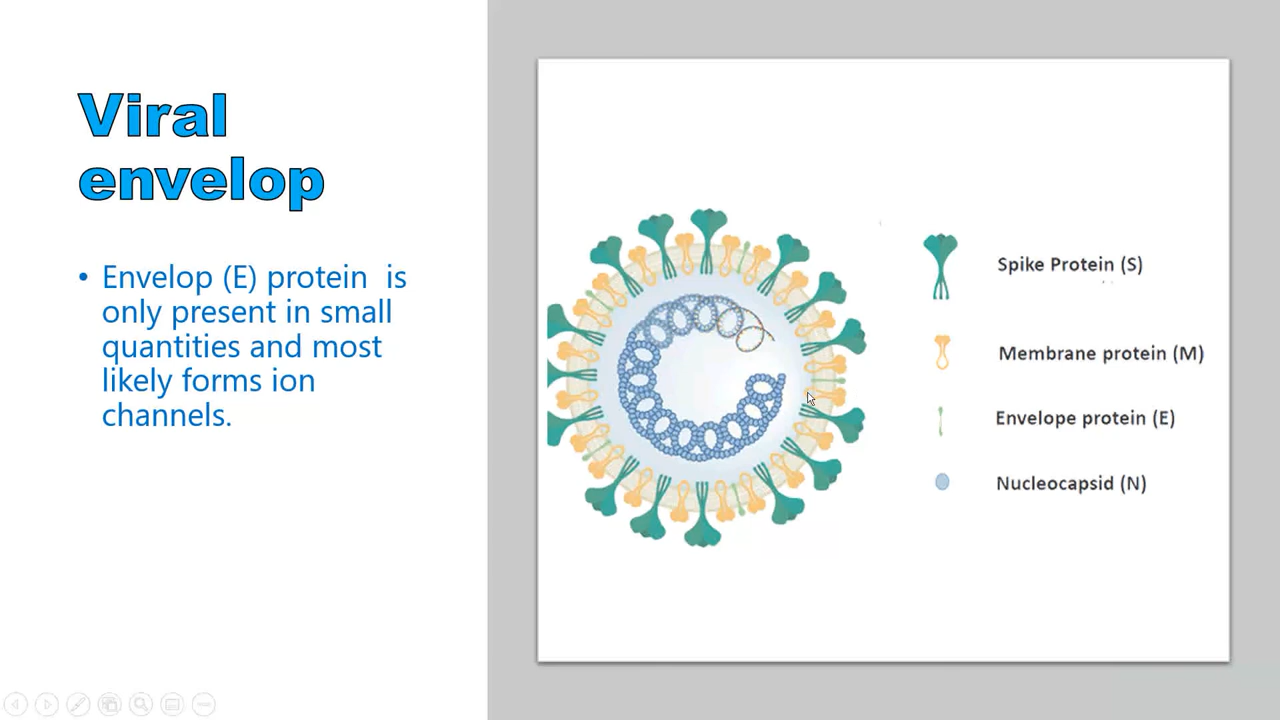 Viral
envelop
• Envelop (E) protein  is
only present in small
quantities and most
likely forms ion
channels.
Spike Protein (S)
Membrane protein (M)
Envelope protein (E)
Nucleocapsid (N)